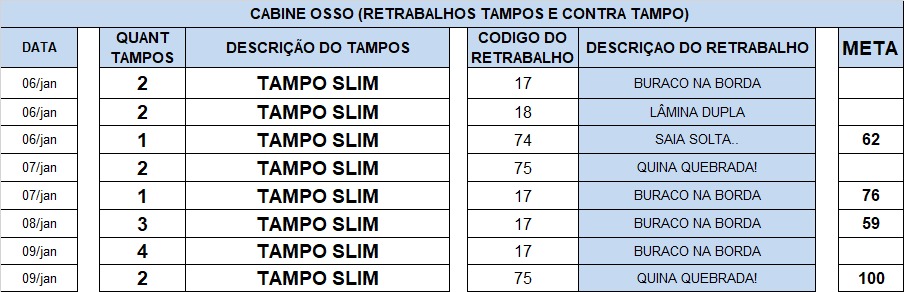 CABINE OSSO (RETRABALHOS TAMPOS E CONTRA TAMPO)
DATA QUANT TAMPOS DESCRIÇÃO DO TAMPOS CODIGO DO RETRABALHO DESCRIÇAO DO RETRABALHO META
06/jan 2 TAMPO SLIM 17 BURACO NA BORDA
06/jan 2 TAMPO SLIM 18 LÂMINA DUPLA
06/jan 1 TAMPO SLIM 74 SAIA SOLTA.. 62
07/jan 2 TAMPO SLIM 75 QUINA QUEBRADA!
07/jan 1 TAMPO SLIM 17 BURACO NA BORDA 76
08/jan 3 TAMPO SLIM 17 BURACO NA BORDA 59
09/jan 4 TAMPO SLIM 17 BURACO NA BORDA
09/jan 2 TAMPO SLIM 75 QUINA QUEBRADA! 100